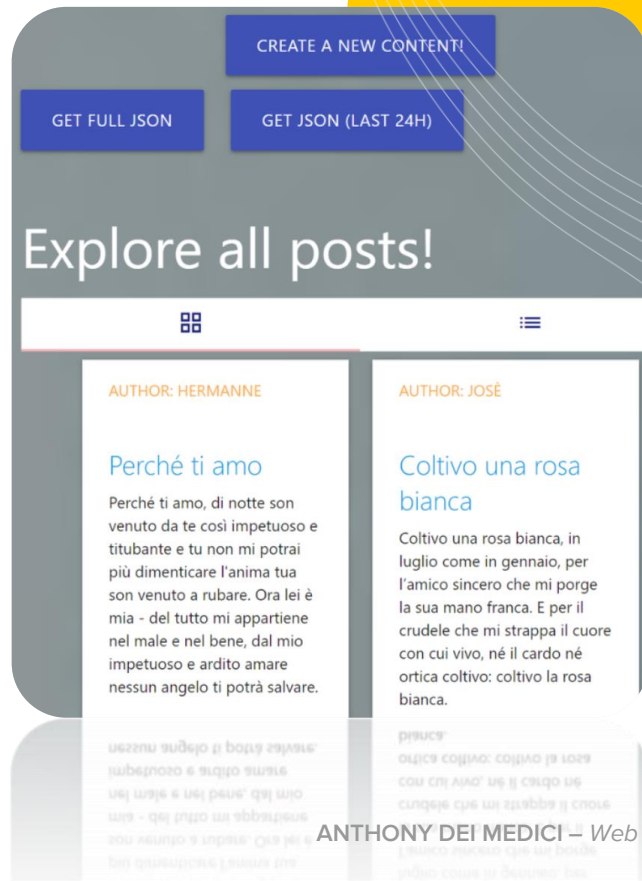 CREATE A NEW CONTENT!
GET FULL JSON
GET JSON (LAST 24H)
Explore all posts!
AUTHOR: HERMANNE
Perché ti amo
Perché ti amo, di notte son
venuto da te così impetuoso e
titubante e tu non mi potrai
più dimenticare l'anima tua
son venuto a rubare. Ora lei è
mia - del tutto mi appartiene
nel male e nel bene, dal mio
impetuoso e ardito amare
nessun angelo ti potrà salvare.
AUTHOR: JOSÈ
Coltivo una rosa
bianca
Coltivo una rosa bianca, in
luglio come in gennaio, per
l’amico sincero che mi porge
la sua mano franca. E per il
crudele che mi strappa il cuore
con cui vivo, né il cardo né
ortica coltivo: coltivo la rosa
bianca.
ANTHONY DEI MEDICI – Web